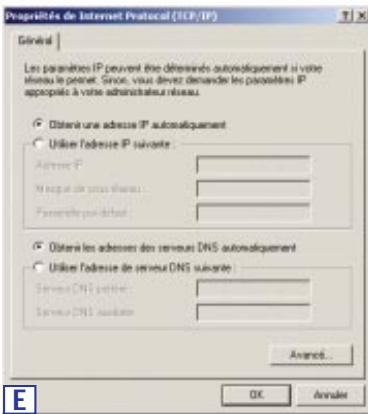 Propriétés de Internet Protocol (TCP/IP)
Général
Les paramètres IP peuvent être déterminés automatiquement si votre
réseau le permet. Sinon, vous devez demander les paramètres IP
appropriés à votre administrateur réseau.
Obtenir une adresse IP automatiquement
Utiliser l'adresse IP suivante :
Adresse IP :
Masque de sous-réseau :
Passerelle par défaut :
Obtenir les adresses des serveurs DNS automatiquement
Utiliser l'adresse de serveur DNS suivante :
Serveur DNS préféré :
Serveur DNS auxiliaire :
Avancé...
OK
Annuler
E